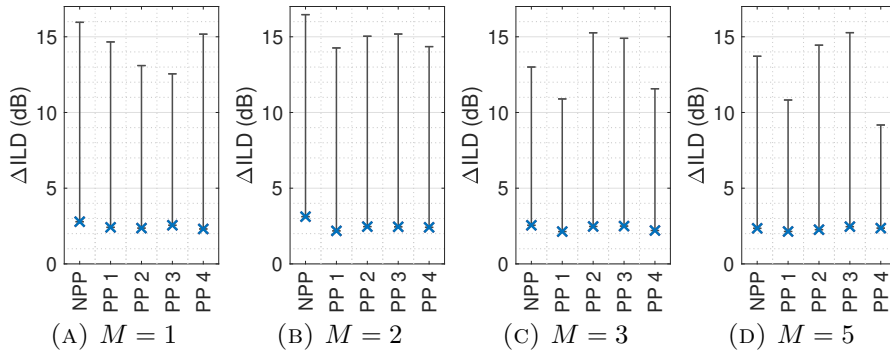 ΔILD (dB)
15
10
5
0
NPP
PP 1
PP 2
PP 3
PP 4
(A) M = 1
ΔILD (dB)
15
10
5
0
NPP
PP 1
PP 2
PP 3
PP 4
(B) M = 2
ΔILD (dB)
15
10
5
0
NPP
PP 1
PP 2
PP 3
PP 4
(C) M = 3
ΔILD (dB)
15
10
5
0
NPP
PP 1
PP 2
PP 3
PP 4
(D) M = 5